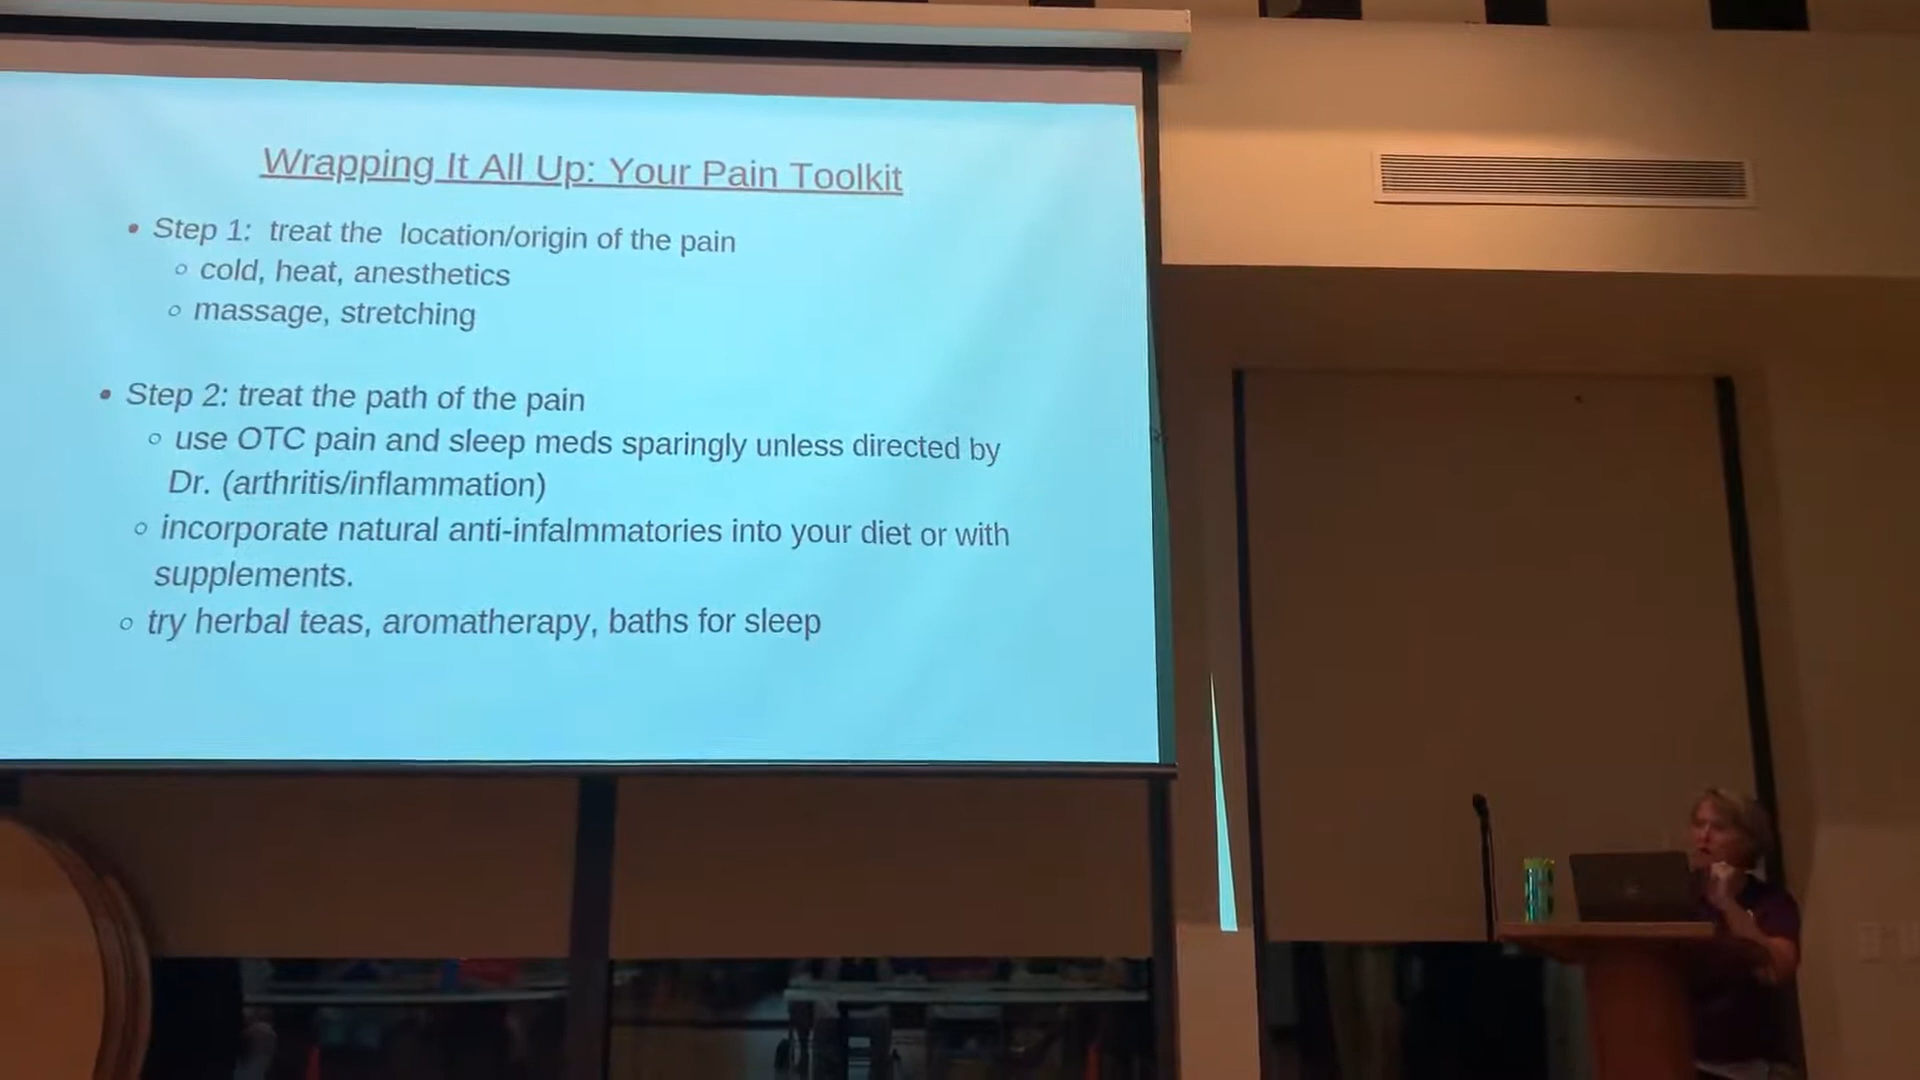 Wrapping It All Up: Your Pain Toolkit
• Step 1: treat the location/origin of the pain
○ cold, heat, anesthetics
○ massage, stretching
• Step 2: treat the path of the pain
○ use OTC pain and sleep meds sparingly unless directed by
Dr. (arthritis/inflammation)
○ incorporate natural anti-infalmmatories into your diet or with
supplements.
○ try herbal teas, aromatherapy, baths for sleep